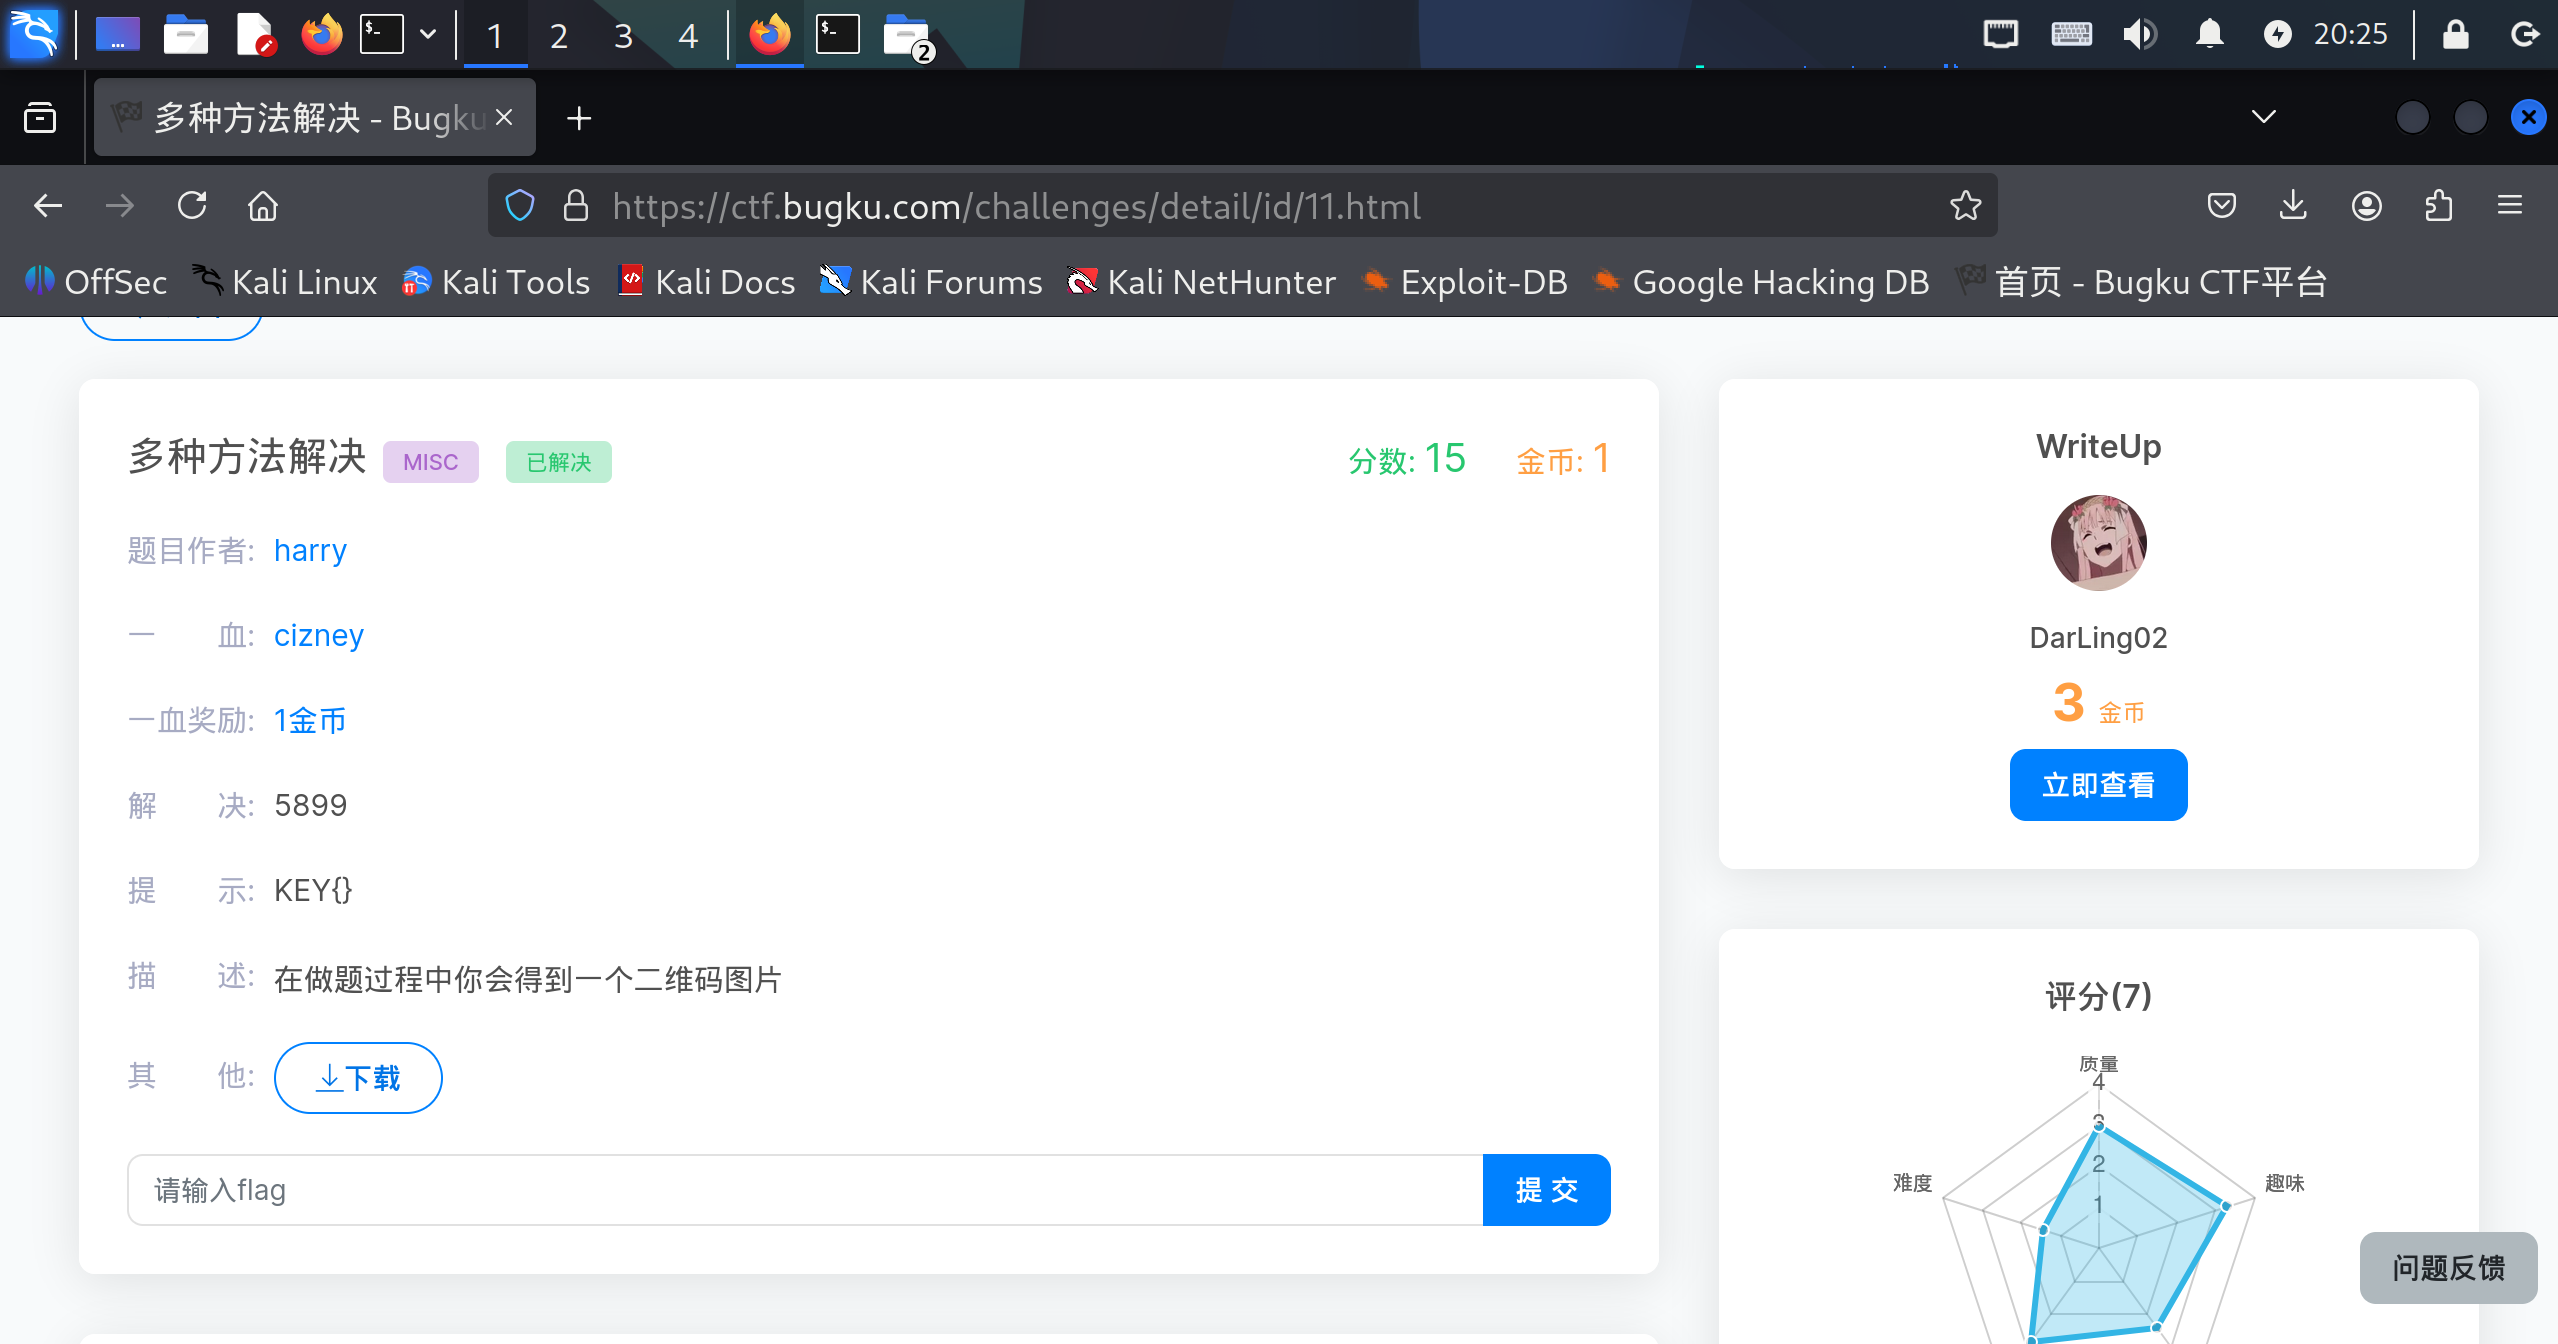 1 2 3 4 2 20:25
多种方法解决 - Bugku
https://ctf.bugku.com/challenges/detail/id/11.html
OffSec Kali Linux Kali Tools Kali Docs Kali Forums Kali NetHunter Exploit-DB Google Hacking DB 首页 - Bugku CTF平台
多种方法解决 MISC 已解决 分数: 15 金币: 1
题目作者: harry
一 血: cizney
一血奖励: 1金币
解 决: 5899
提 示: KEY{}
描 述: 在做题过程中你会得到一个二维码图片
其 他: 下载
请输入flag 提 交
WriteUp
DarLing02
3 金币
立即查看
评分(7)
质量
4
3
2
1
难度
趣味
问题反馈